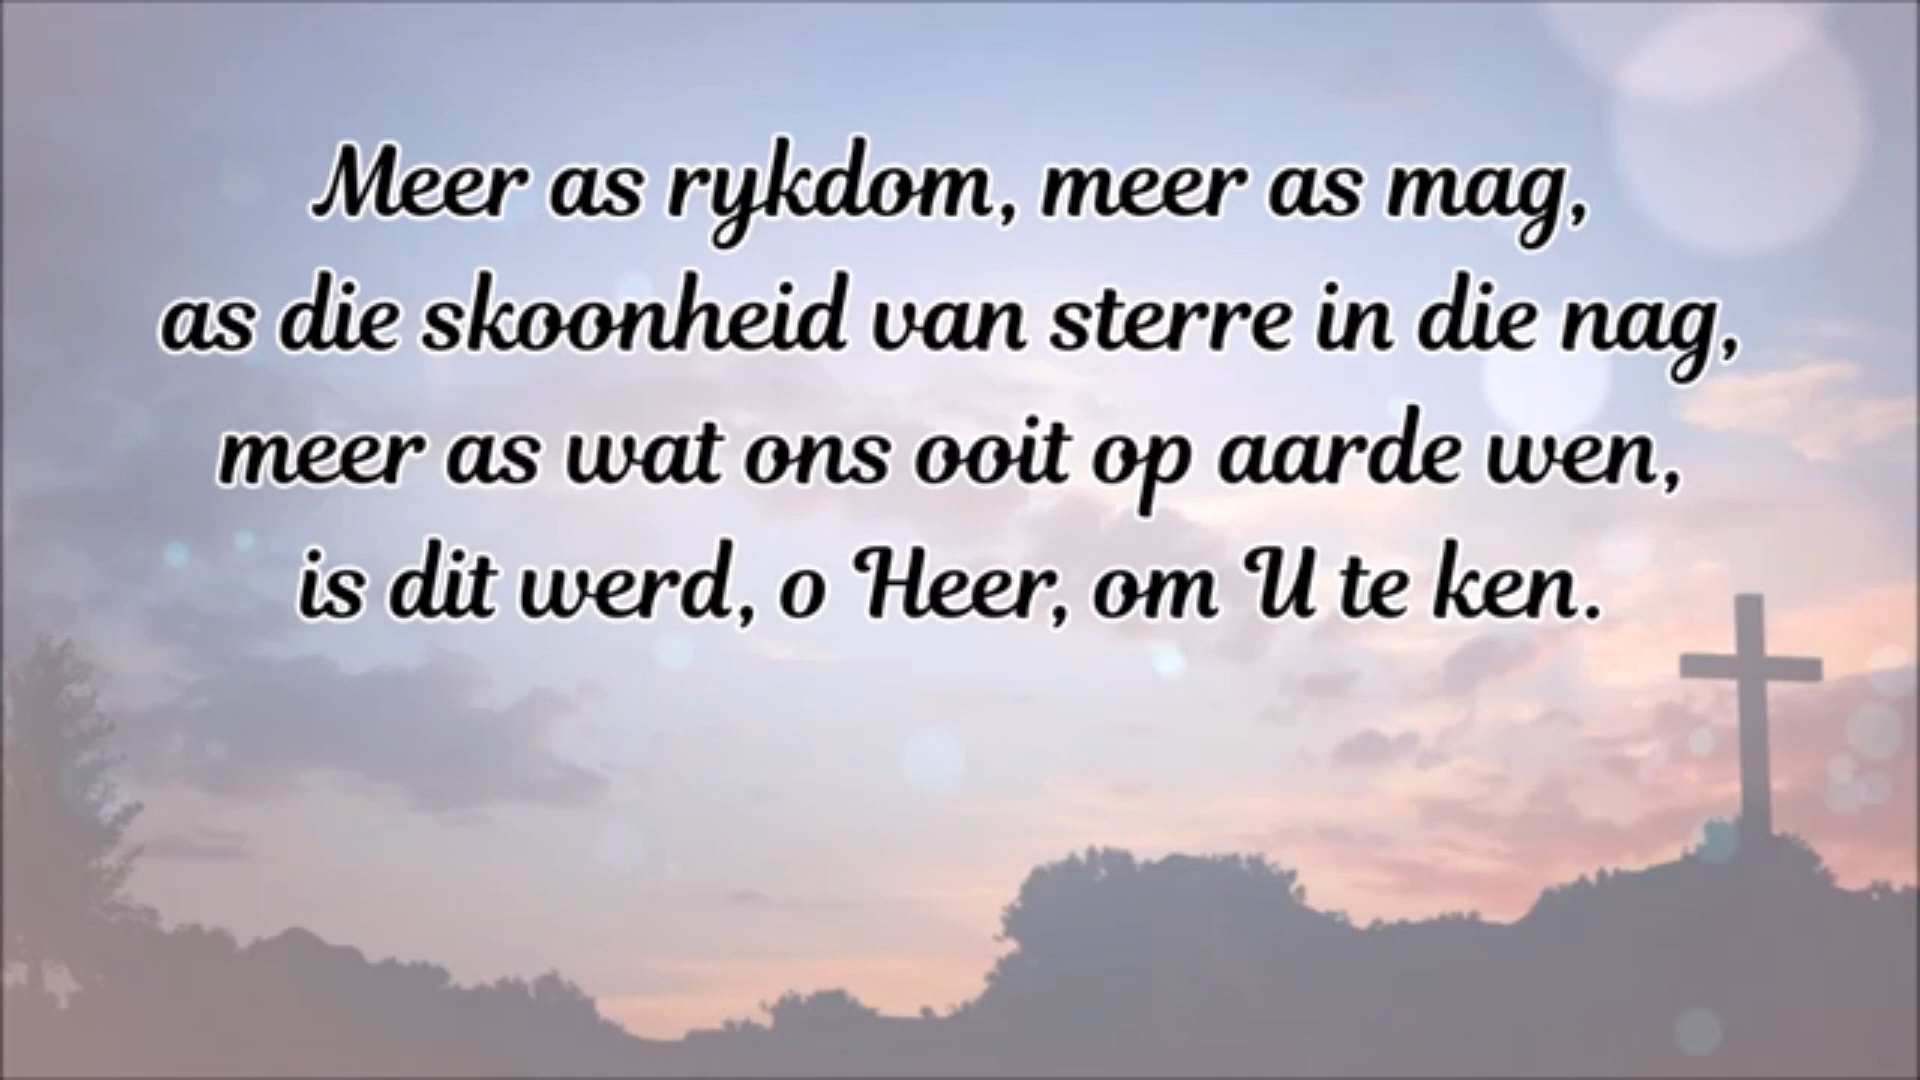 Meer as rykdom, meer as mag,
as die skoonheid van sterre in die nag,
meer as wat ons ooit op aarde wen,
is dit werd, o Heer, om U te ken.